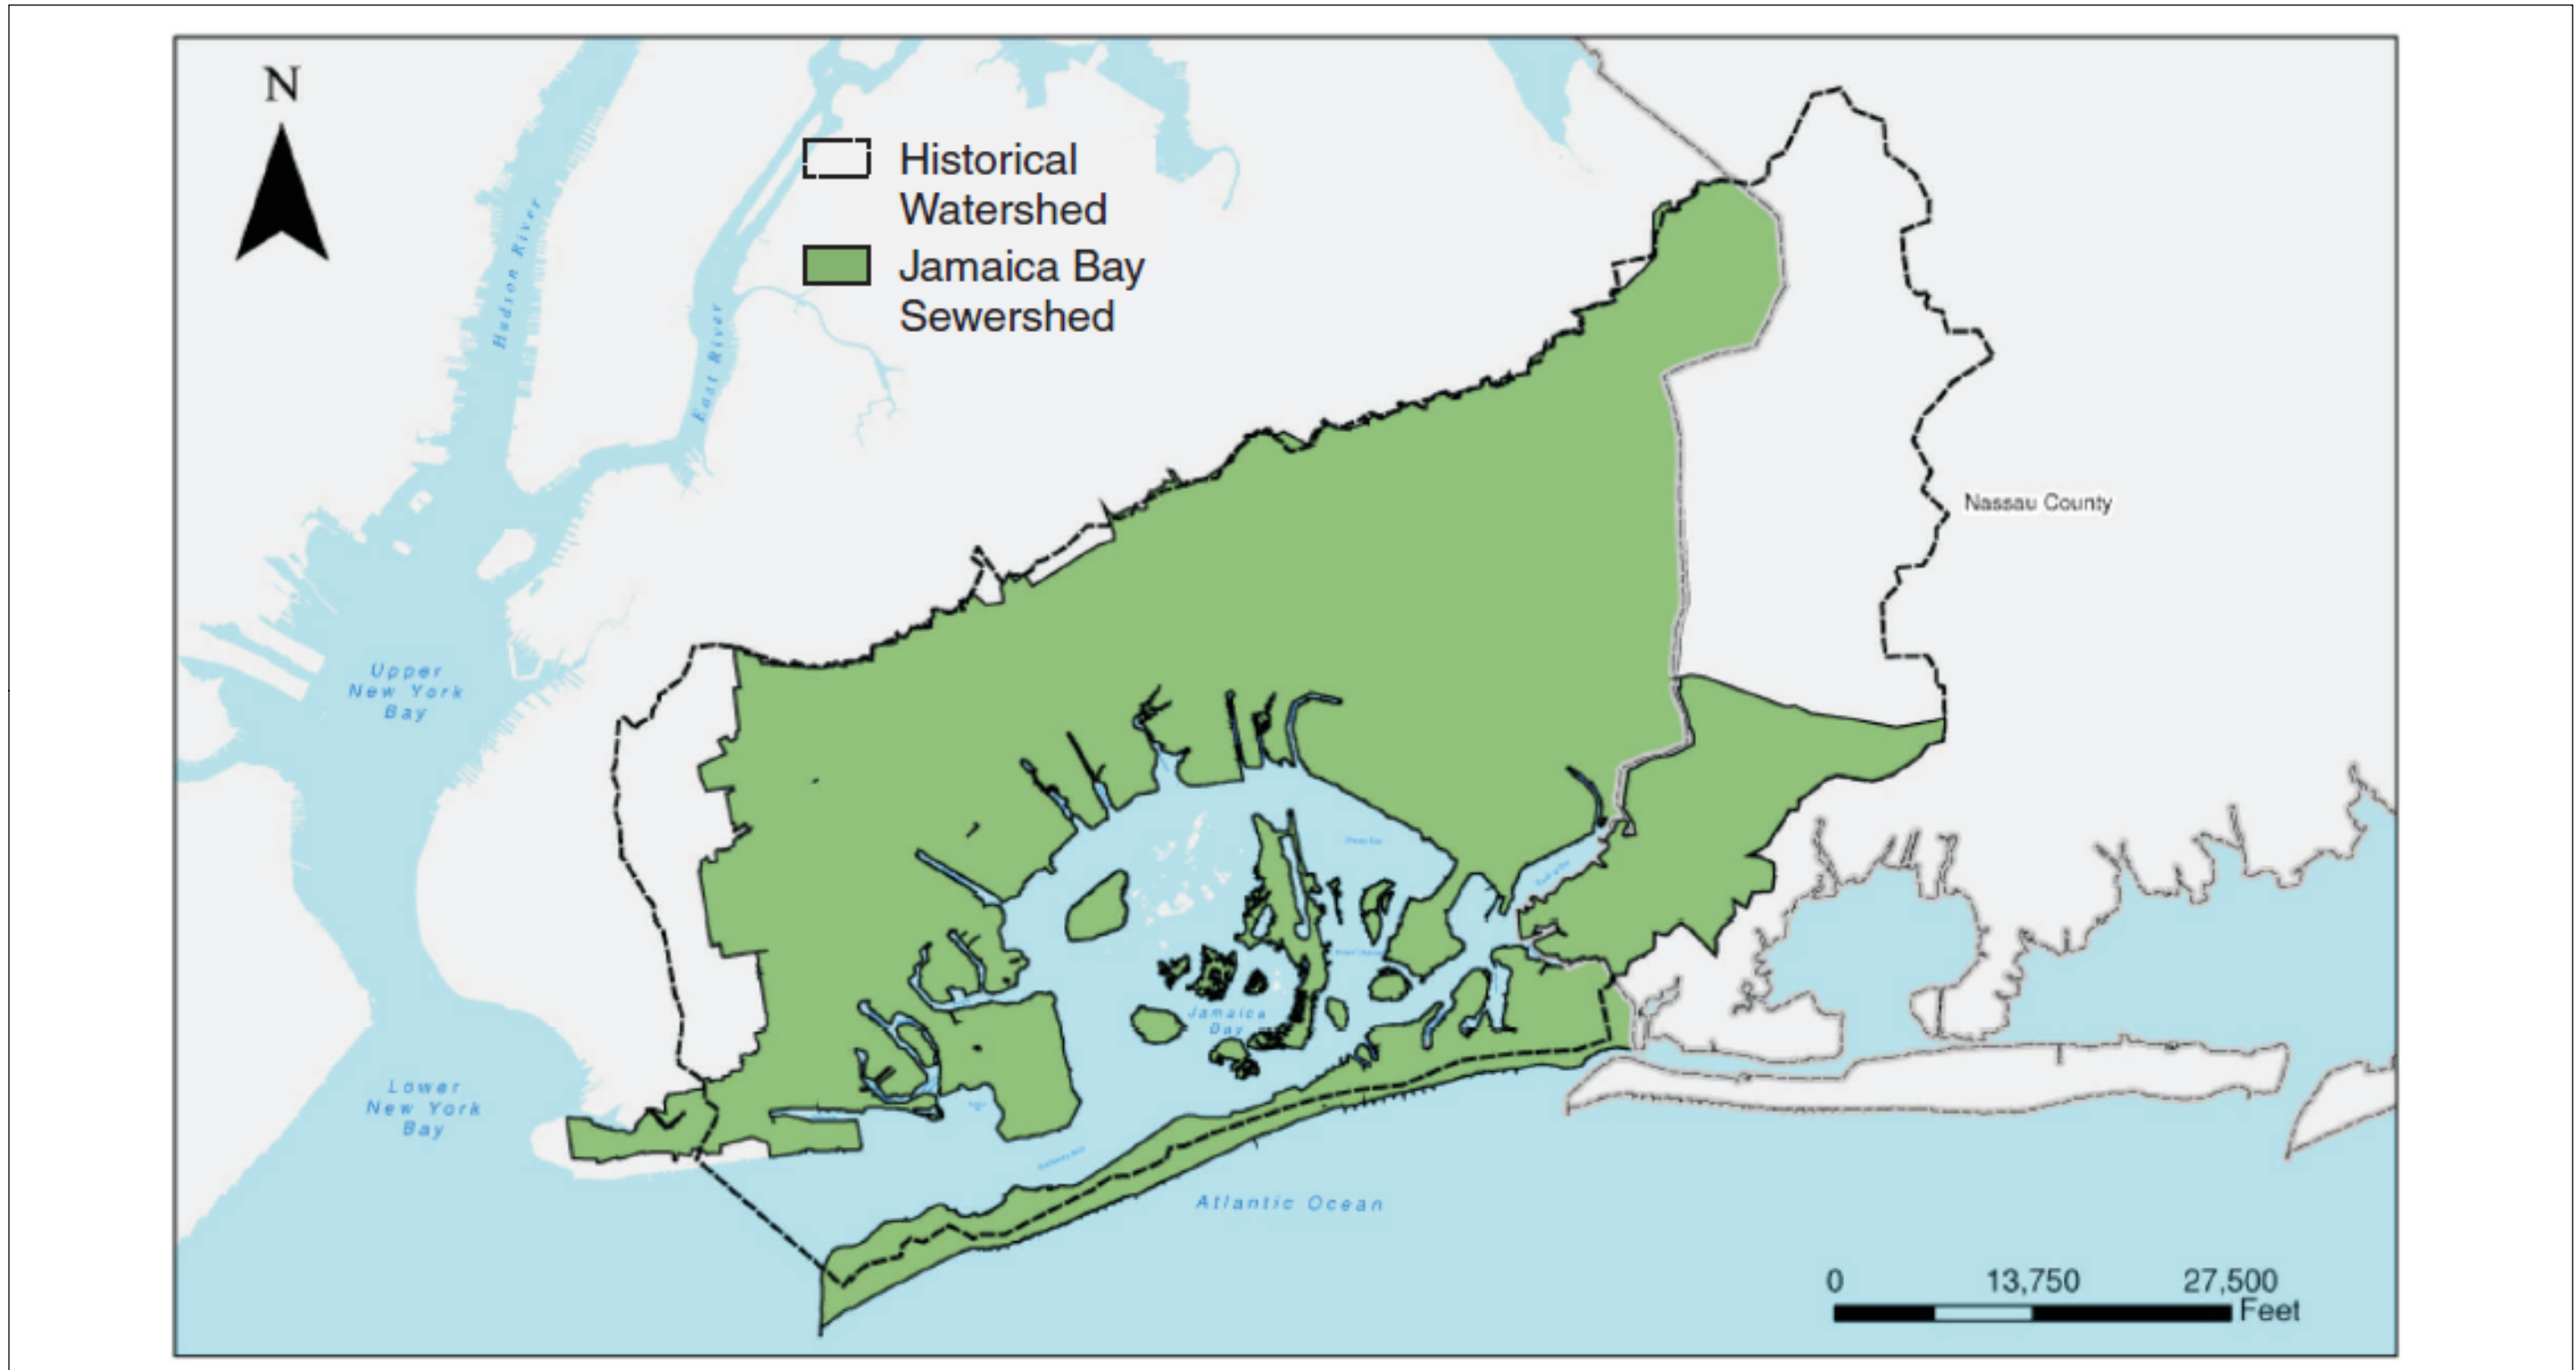 N
Historical
Watershed
Jamaica Bay
Sewershed
Hudson River
East River
Nassau County
Upper
New York
Bay
Jamaica
Bay
Lower
New York
Bay
Atlantic Ocean
0 13,750 27,500
Feet